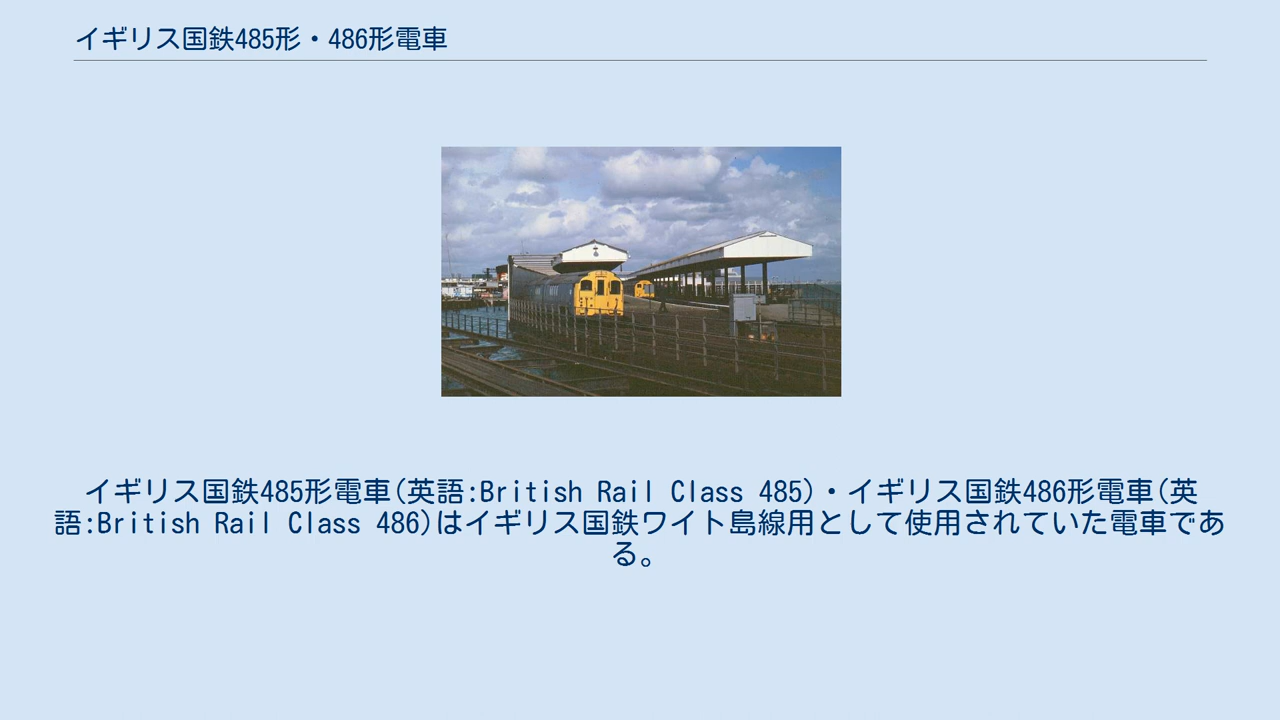 イギリス国鉄485形・486形電車
イギリス国鉄485形電車(英語:British Rail Class 485)・イギリス国鉄486形電車(英
語:British Rail Class 486)はイギリス国鉄ワイト島線用として使用されていた電車であ
る。